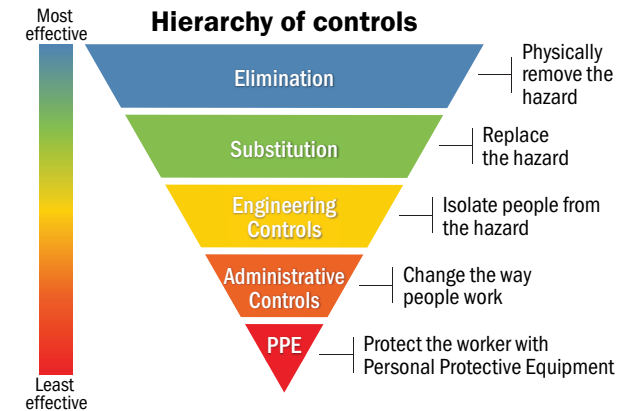 Hierarchy of controls
Most
effective
Elimination
Physically
remove the
hazard
Substitution
Replace
the hazard
Engineering
Controls
Isolate people from
the hazard
Administrative
Controls
Change the way
people work
PPE
Protect the worker with
Personal Protective Equipment
Least
effective